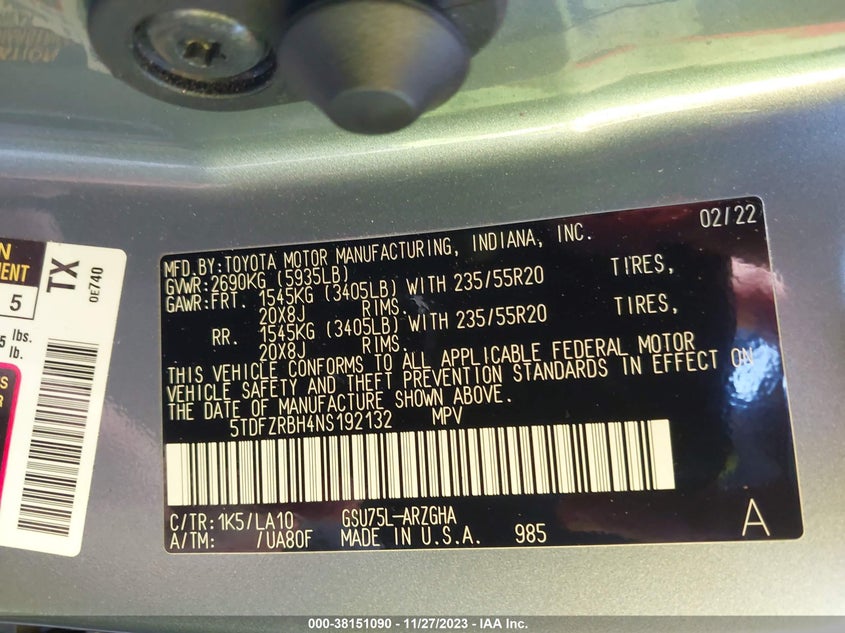 02/22
MFD.BY:TOYOTA MOTOR MANUFACTURING, INDIANA, INC.
GVWR:2690KG (5935LB)
GAWR:FRT. 1545KG (3405LB) WITH 235/55R20 TIRES,
20X8J RIMS.
RR. 1545KG (3405LB) WITH 235/55R20 TIRES,
20X8J RIMS.
THIS VEHICLE CONFORMS TO ALL APPLICABLE FEDERAL MOTOR
VEHICLE SAFETY AND THEFT PREVENTION STANDARDS IN EFFECT ON
THE DATE OF MANUFACTURE SHOWN ABOVE.
5TDFZRBH4NS192132 MPV
C/TR:1K5/LA10 GSU75L-ARZGHA
A/TM: /UA80F MADE IN U.S.A. 985
A
TX
0E740
5
lbs.
lb.
000-38151090 - 11/27/2023 - IAA Inc.